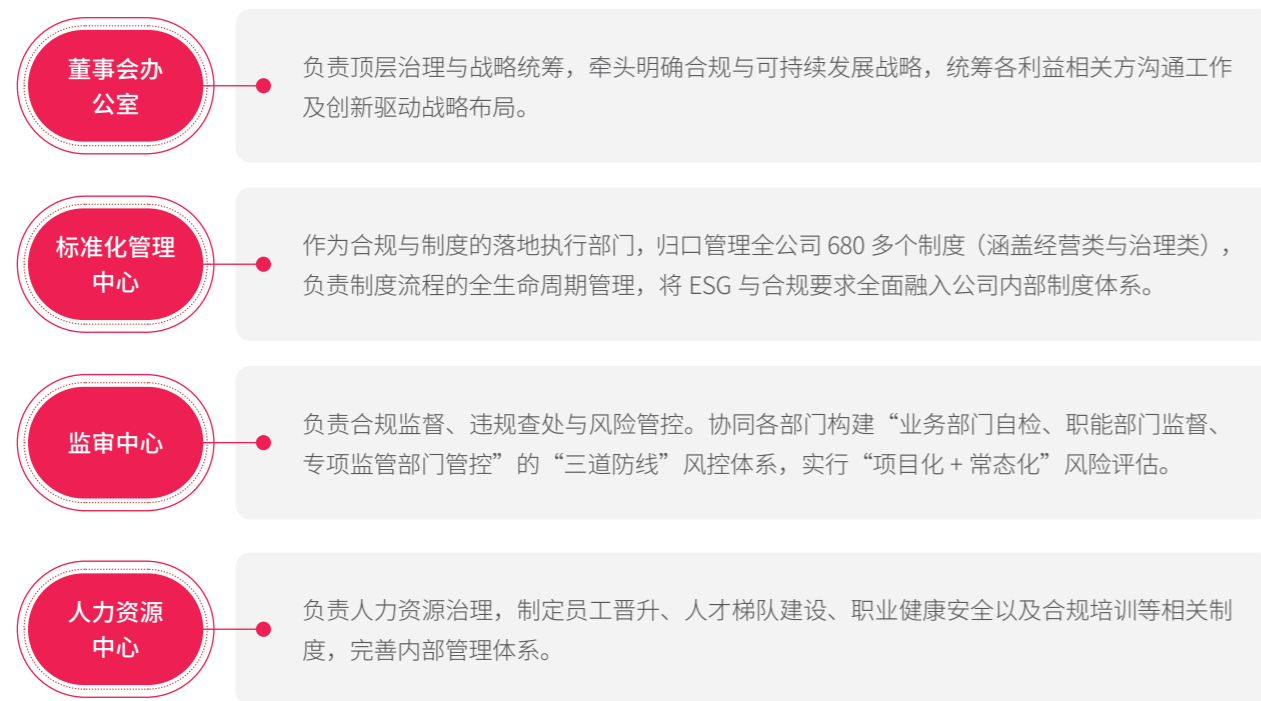 董事会办
公室
负责顶层治理与战略统筹，牵头明确合规与可持续发展战略，统筹各利益相关方沟通工作
及创新驱动战略布局。
标准化管理
中心
作为合规与制度的落地执行部门，归口管理全公司 680 多个制度（涵盖经营类与治理类），
负责制度流程的全生命周期管理，将 ESG 与合规要求全面融入公司内部制度体系。
监审中心
负责合规监督、违规查处与风险管控。协同各部门构建“业务部门自检、职能部门监督、
专项监管部门管控”的“三道防线”风控体系，实行“项目化 + 常态化”风险评估。
人力资源
中心
负责人力资源治理，制定员工晋升、人才梯队建设、职业健康安全以及合规培训等相关制
度，完善内部管理体系。